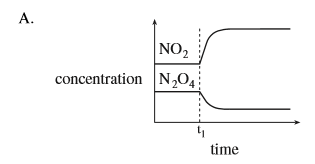 A.
NO₂
concentration
N₂O₄
t₁
time